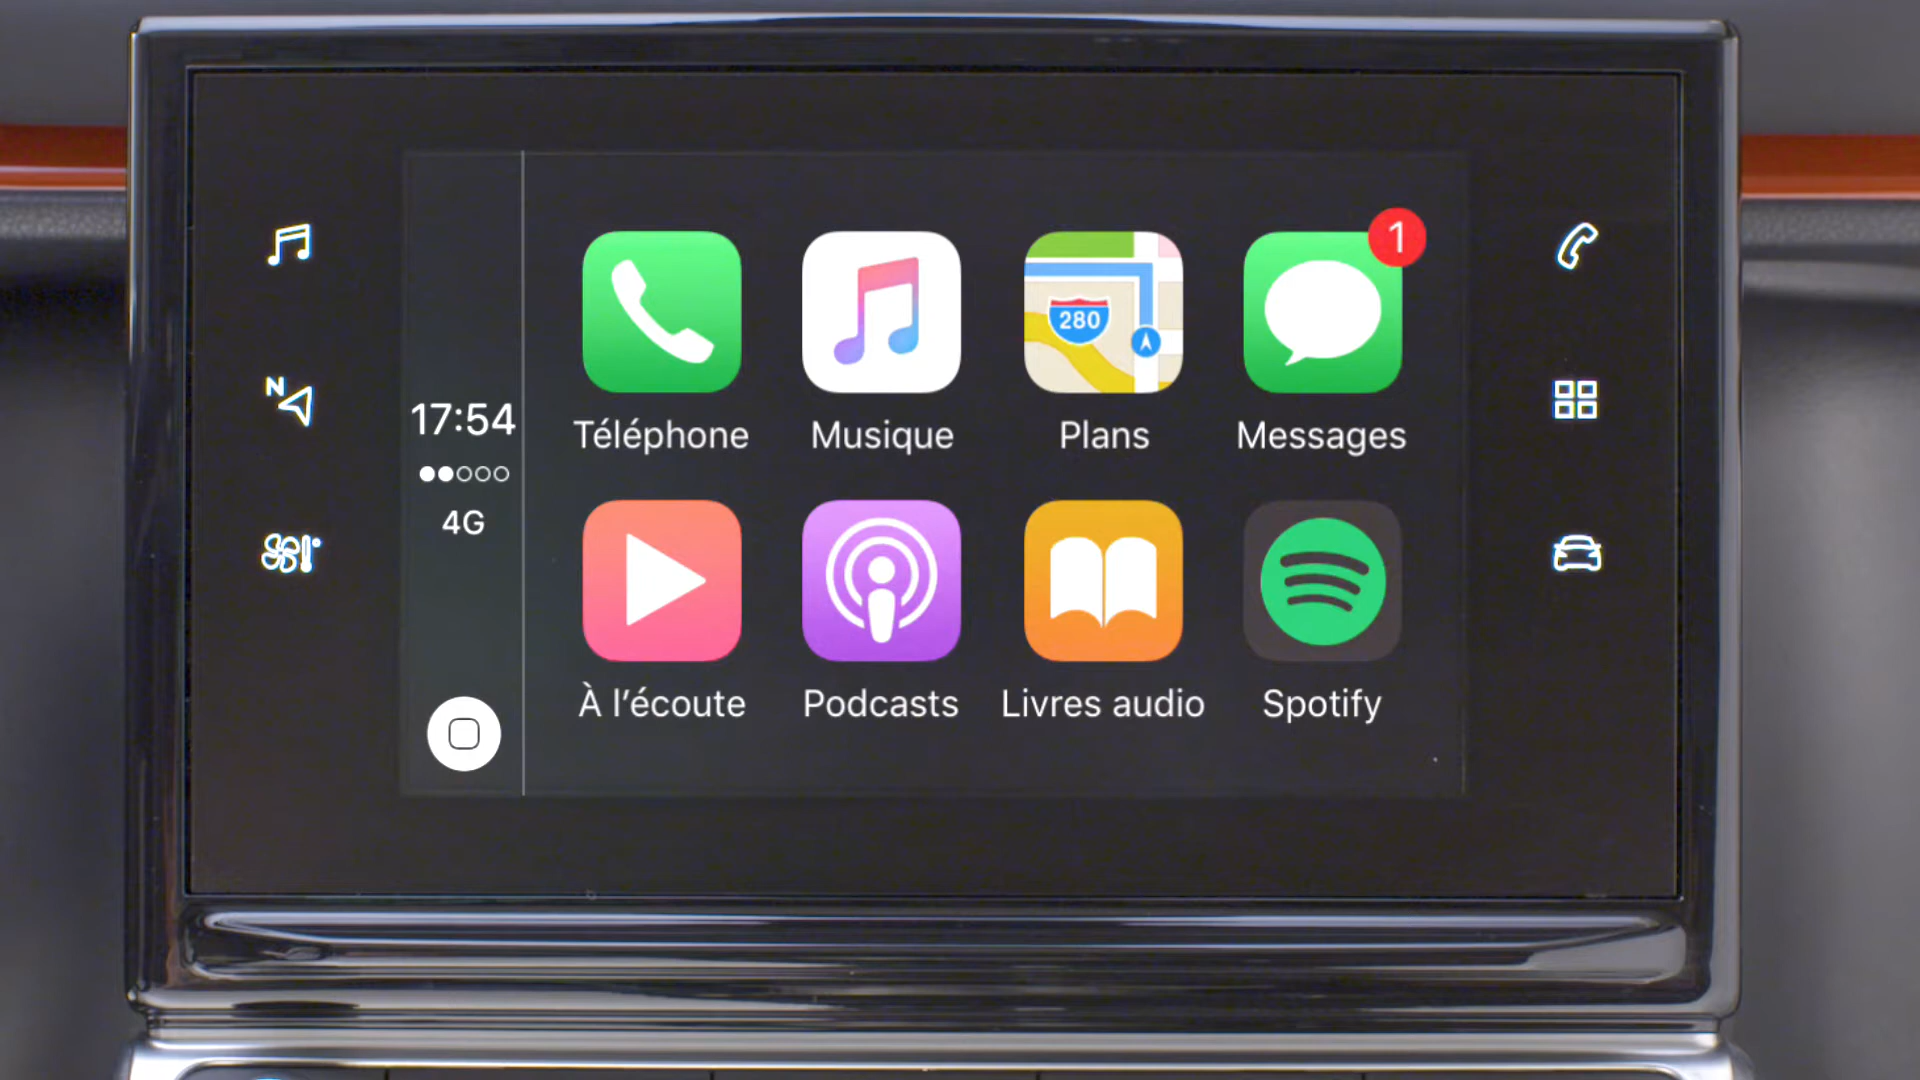 N
17:54
4G
280
1
Téléphone
Musique
Plans
Messages
À l'écoute
Podcasts
Livres audio
Spotify